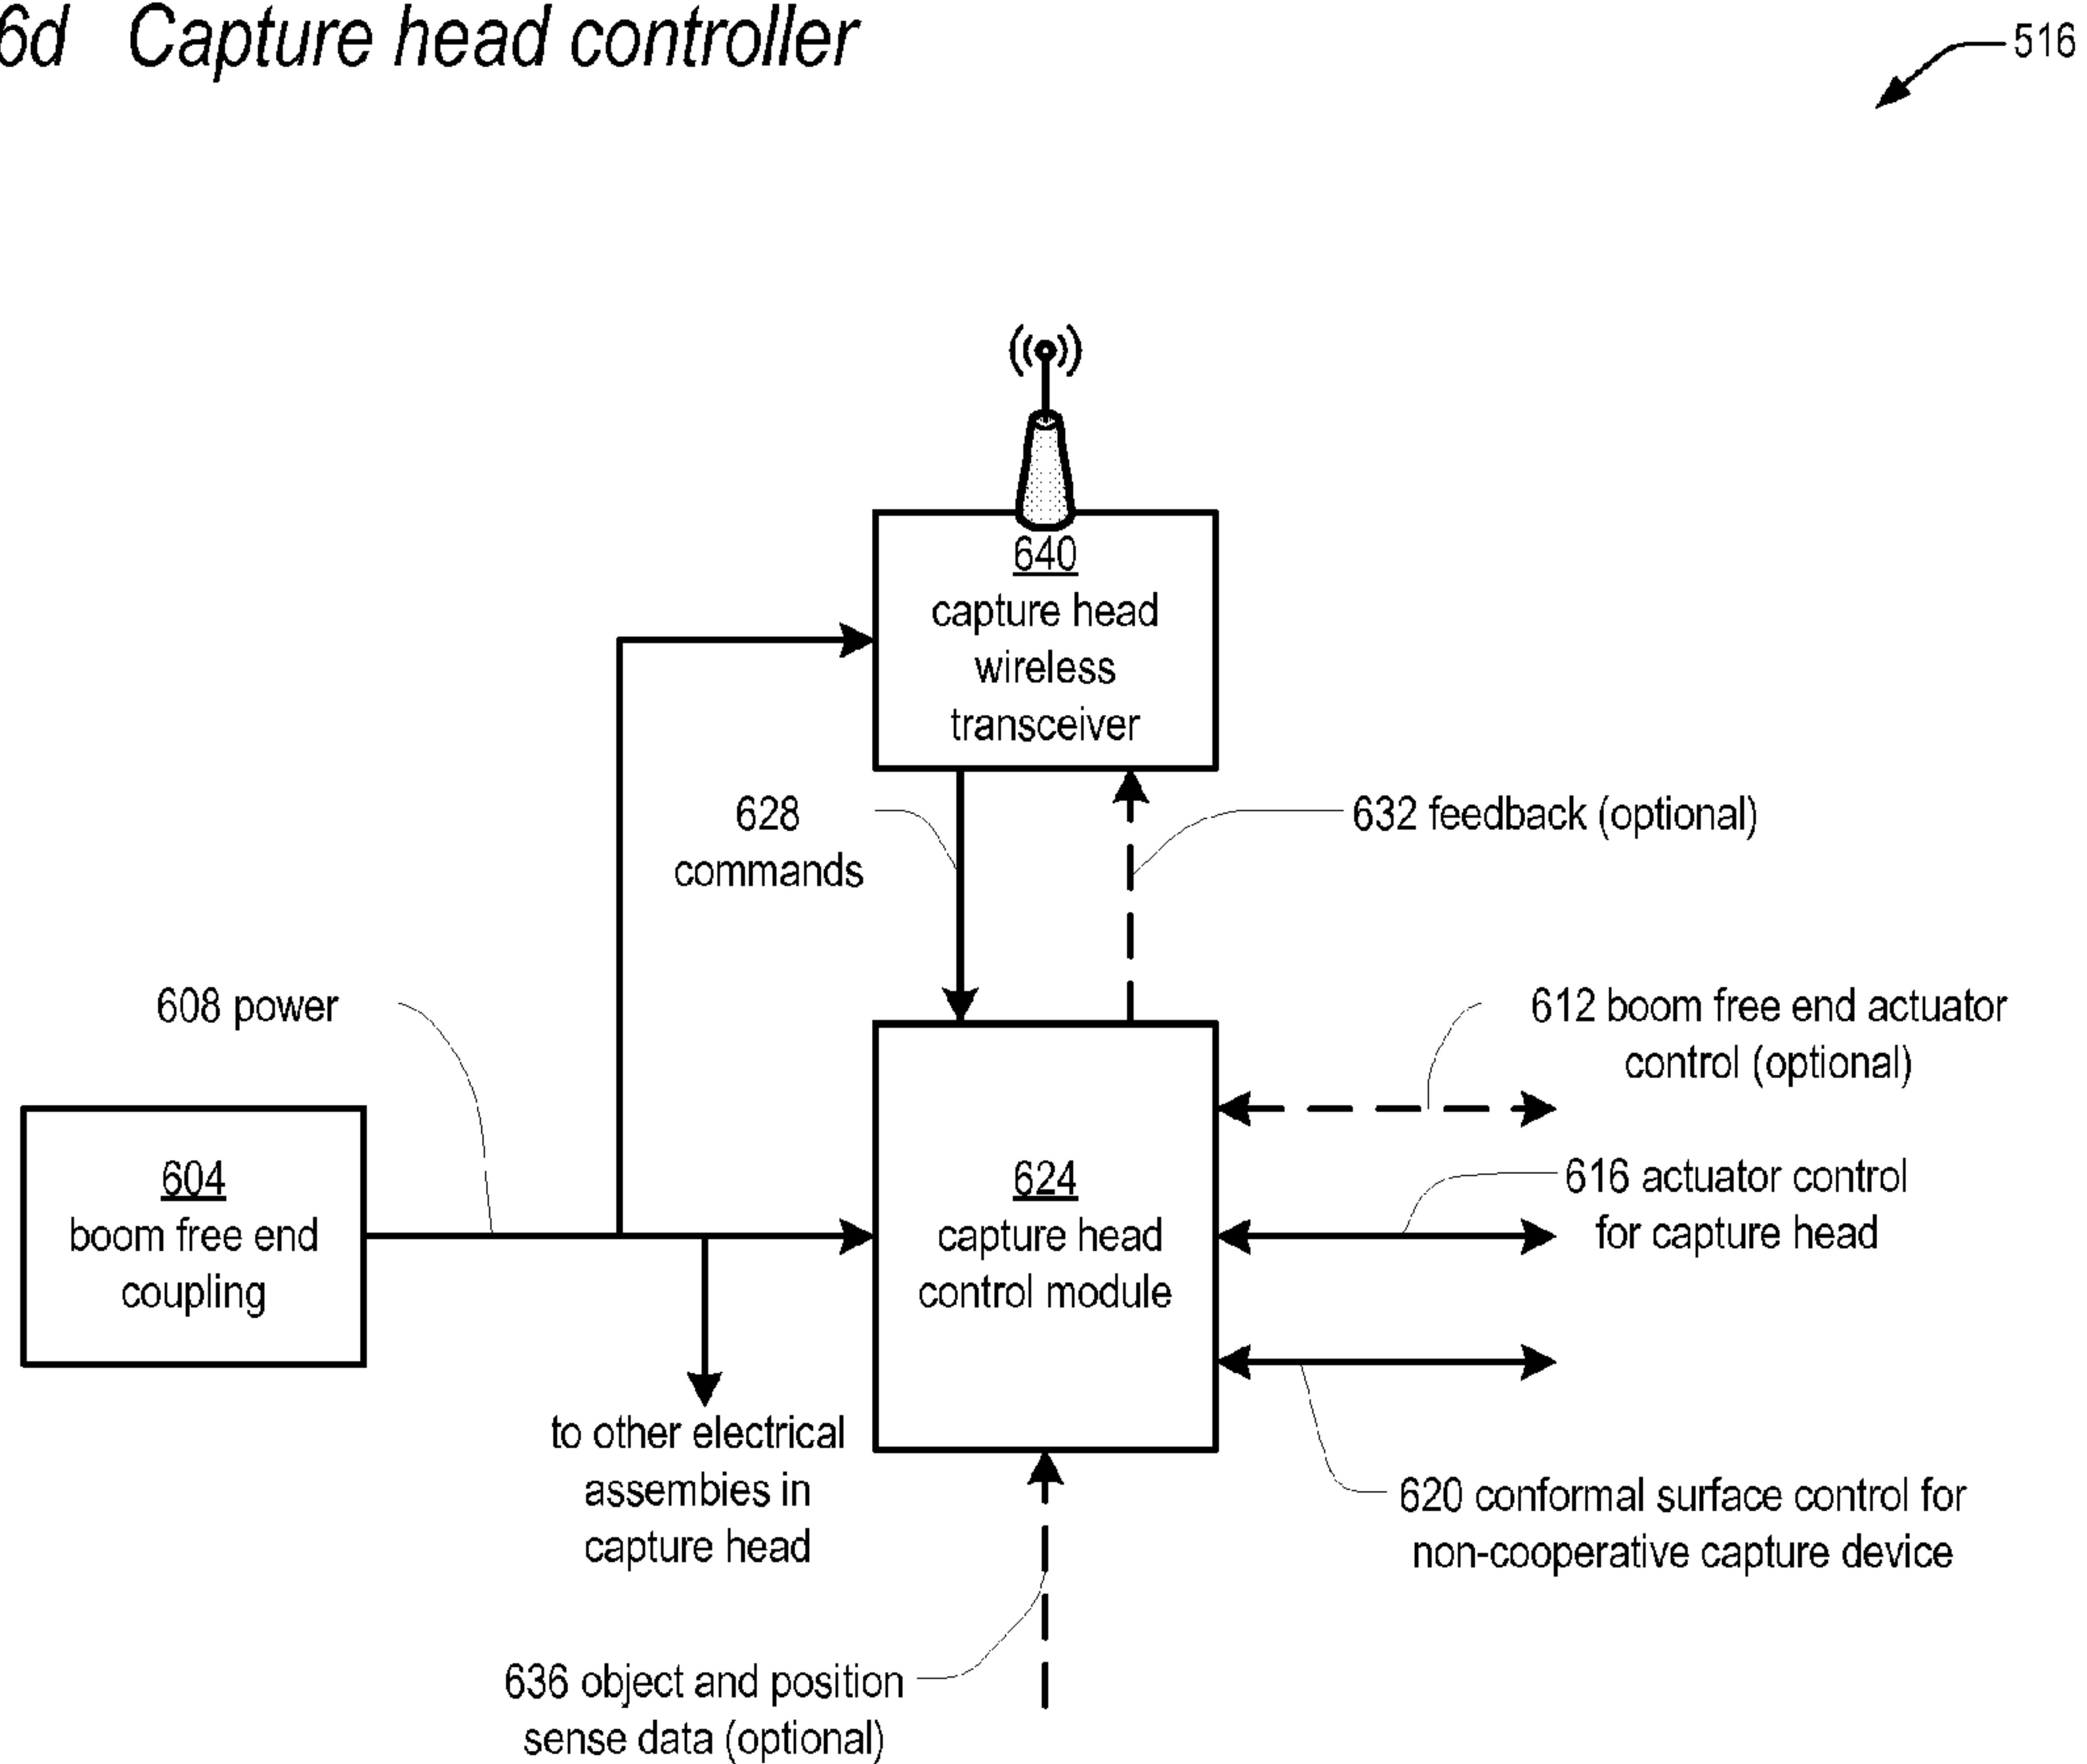 6d Capture head controller
516
640
capture head
wireless
transceiver
628
commands
632 feedback (optional)
608 power
612 boom free end actuator
control (optional)
604
boom free end
coupling
624
capture head
control module
616 actuator control
for capture head
to other electrical
assembies in
capture head
620 conformal surface control for
non-cooperative capture device
636 object and position
sense data (optional)